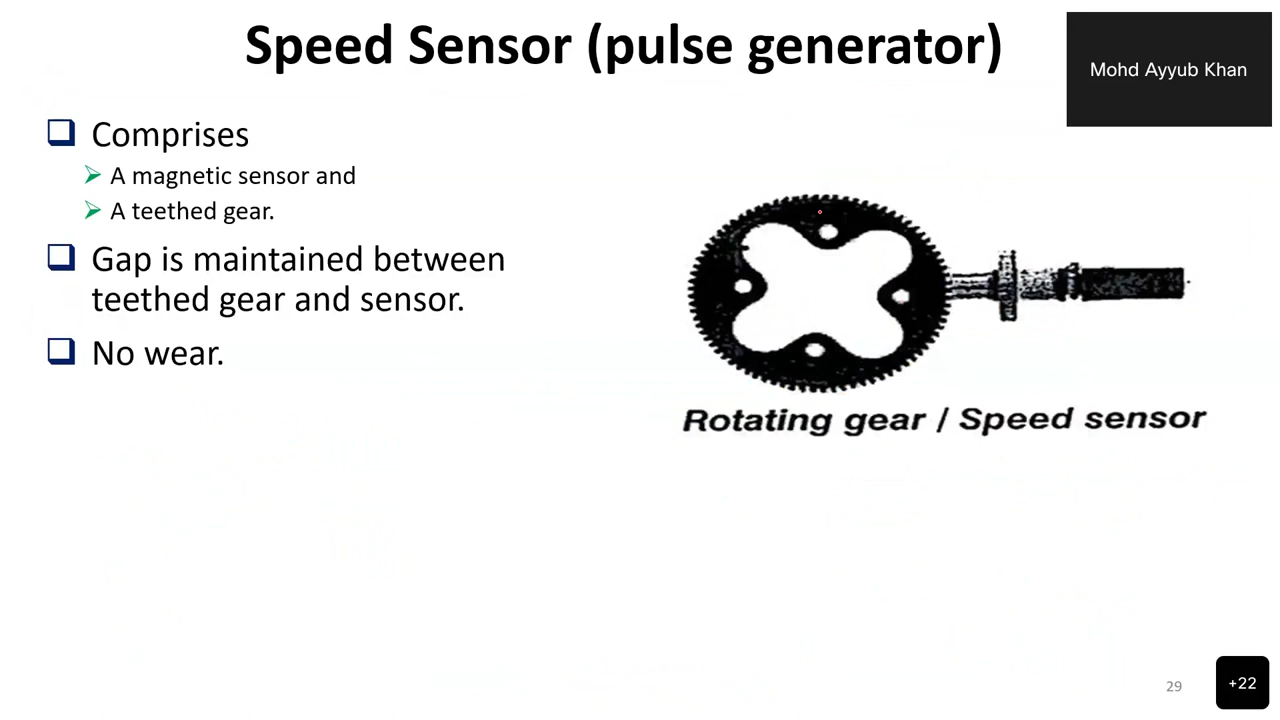 Speed Sensor (pulse generator)
Mohd Ayyub Khan
Comprises
A magnetic sensor and
A teethed gear.
Gap is maintained between
teethed gear and sensor.
No wear.
Rotating gear / Speed sensor
29
+22